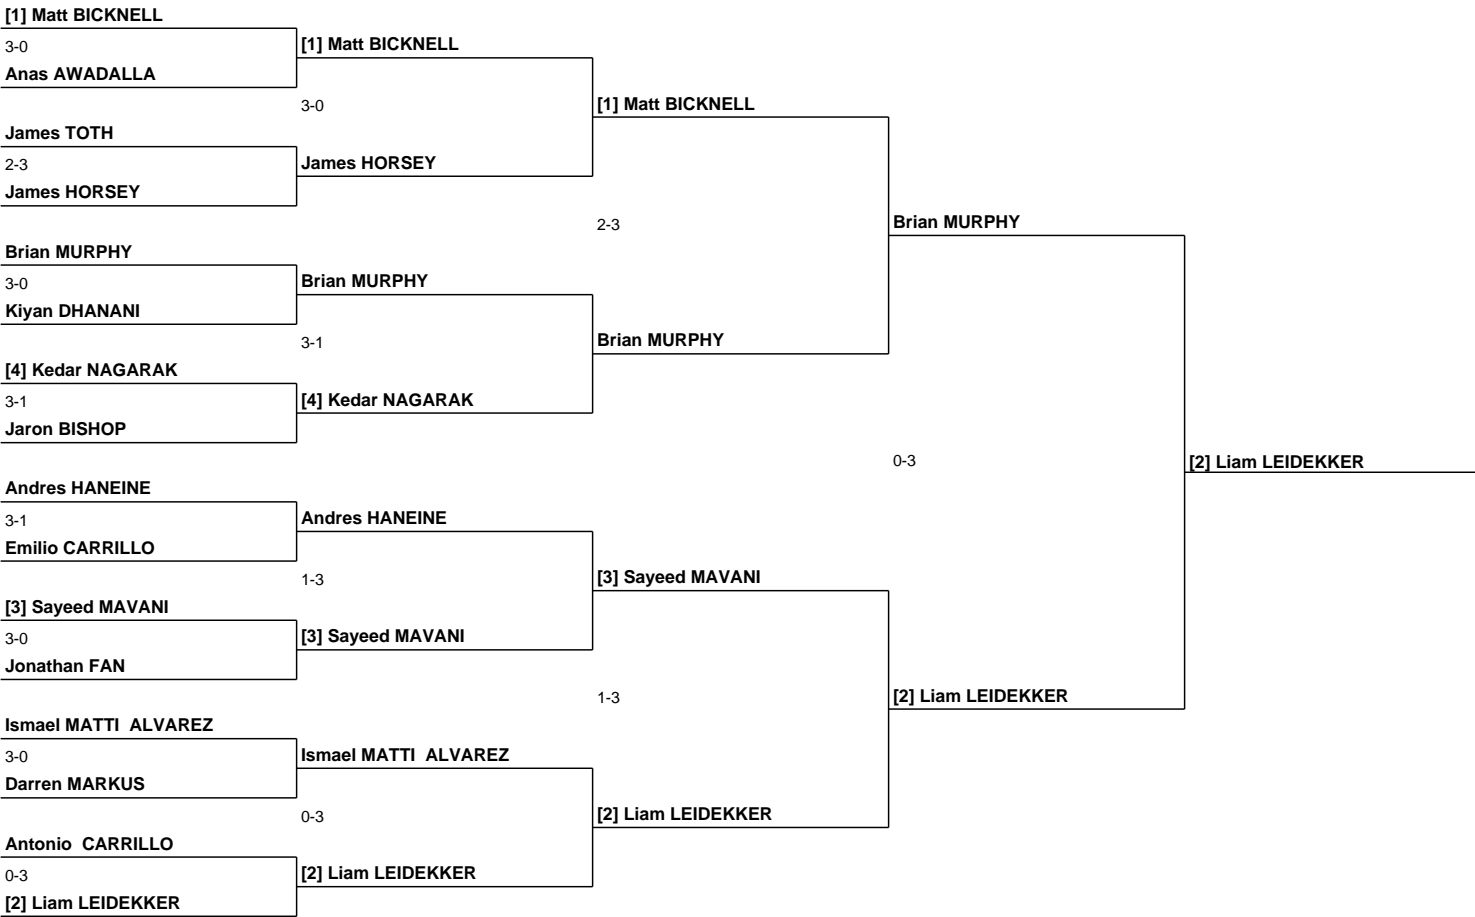 [1] Matt BICKNELL
3-0
[1] Matt BICKNELL
Anas AWADALLA
3-0
[1] Matt BICKNELL
James TOTH
2-3
James HORSEY
James HORSEY
2-3
Brian MURPHY
Brian MURPHY
3-0
Brian MURPHY
Kiyan DHANANI
3-1
Brian MURPHY
[4] Kedar NAGARAK
3-1
[4] Kedar NAGARAK
Jaron BISHOP
0-3
[2] Liam LEIDEKKER
Andres HANEINE
3-1
Andres HANEINE
Emilio CARRILLO
1-3
[3] Sayeed MAVANI
[3] Sayeed MAVANI
3-0
[3] Sayeed MAVANI
Jonathan FAN
1-3
[2] Liam LEIDEKKER
Ismael MATTI  ALVAREZ
3-0
Ismael MATTI  ALVAREZ
Darren MARKUS
0-3
[2] Liam LEIDEKKER
Antonio  CARRILLO
0-3
[2] Liam LEIDEKKER
[2] Liam LEIDEKKER